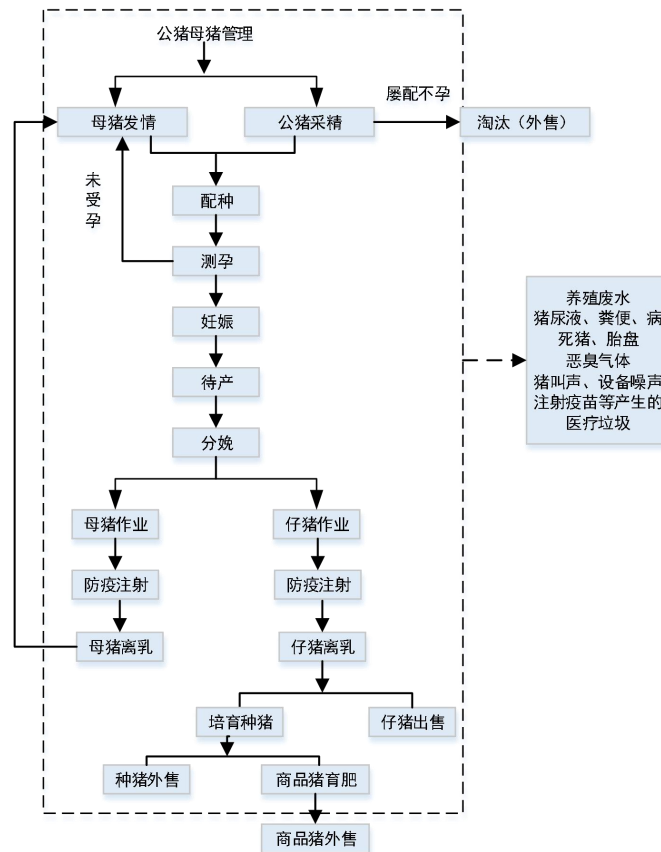 公猪母猪管理
屡配不孕
母猪发情
公猪采精
淘汰（外售）
未
受
孕
配种
测孕
妊娠
待产
分娩
养殖废水
猪尿液、粪便、病
死猪、胎盘
恶臭气体
猪叫声、设备噪声
注射疫苗等产生的
医疗垃圾
母猪作业
仔猪作业
防疫注射
防疫注射
母猪离乳
仔猪离乳
培育种猪
仔猪出售
种猪外售
商品猪育肥
商品猪外售